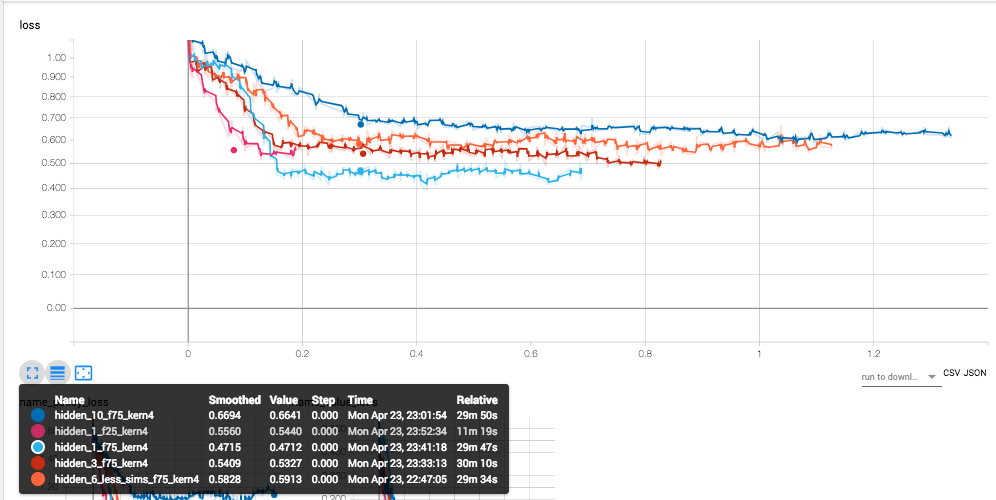 loss
1.00
0.900
0.800
0.700
0.600
0.500
0.400
0.300
0.200
0.100
0.00
0 0.2 0.4 0.6 0.8 1 1.2
run to downl... CSV JSON
Name Smoothed Value Step Time Relative
hidden_10_f75_kern4 0.6694 0.6641 0.000 Mon Apr 23, 23:01:54 29m 50s
hidden_1_f25_kern4 0.5560 0.5440 0.000 Mon Apr 23, 23:52:34 11m 19s
hidden_1_f75_kern4 0.4715 0.4712 0.000 Mon Apr 23, 23:41:18 29m 47s
hidden_3_f75_kern4 0.5409 0.5327 0.000 Mon Apr 23, 23:33:13 30m 10s
hidden_6_less_sims_f75_kern4 0.5828 0.5913 0.000 Mon Apr 23, 22:47:05 29m 34s